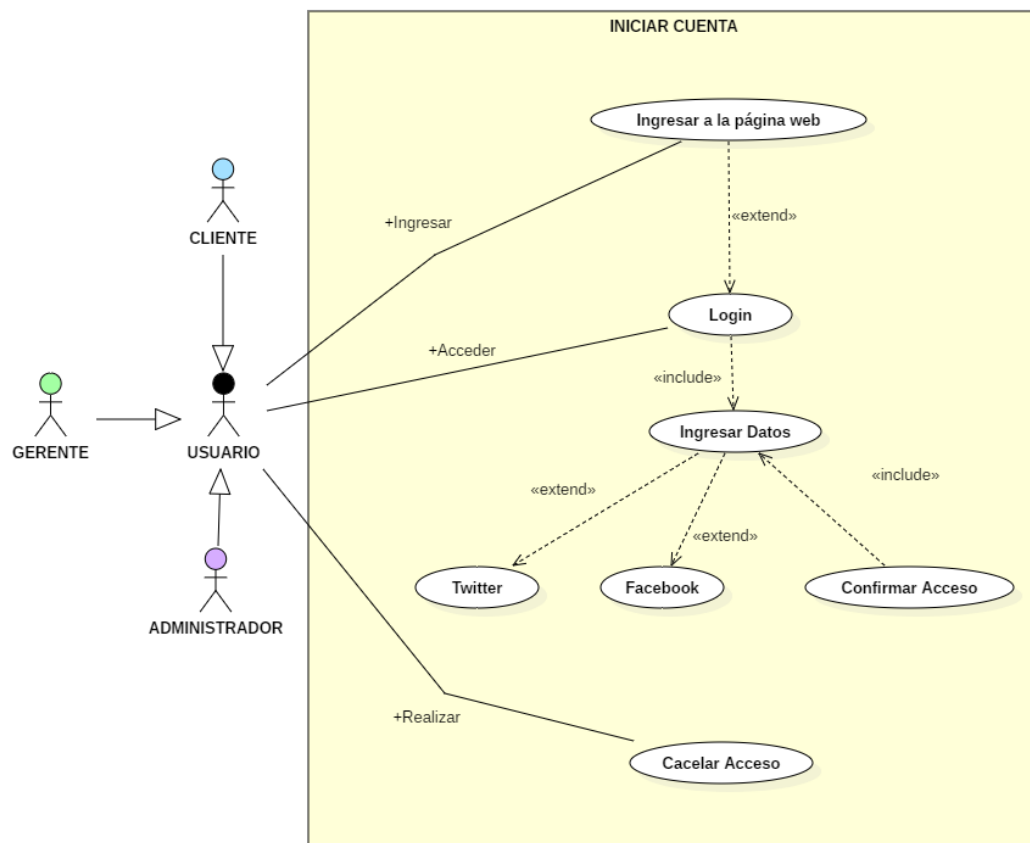 INICIAR CUENTA
Ingresar a la página web
+Ingresar
«extend»
CLIENTE
Login
+Acceder
«include»
Ingresar Datos
GERENTE
USUARIO
«include»
«extend»
«extend»
Twitter
Facebook
Confirmar Acceso
ADMINISTRADOR
+Realizar
Cacelar Acceso